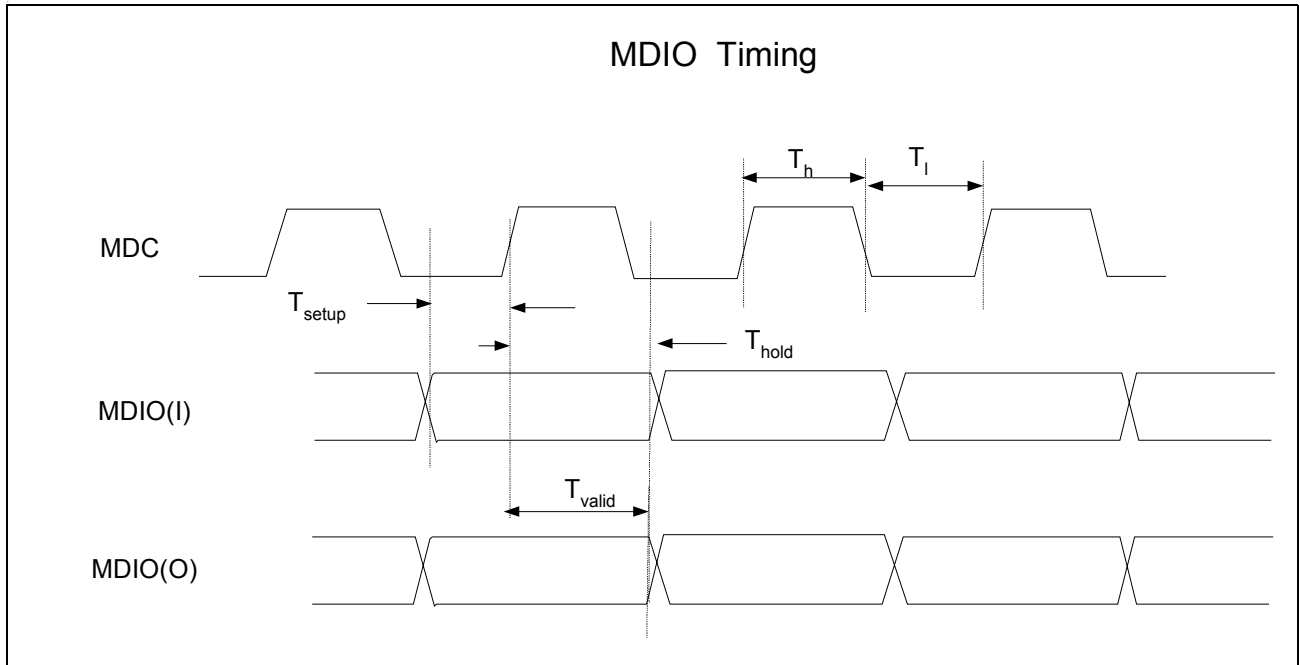 MDIO Timing
Th
Tl
MDC
Tsetup
Thold
MDIO(I)
Tvalid
MDIO(O)